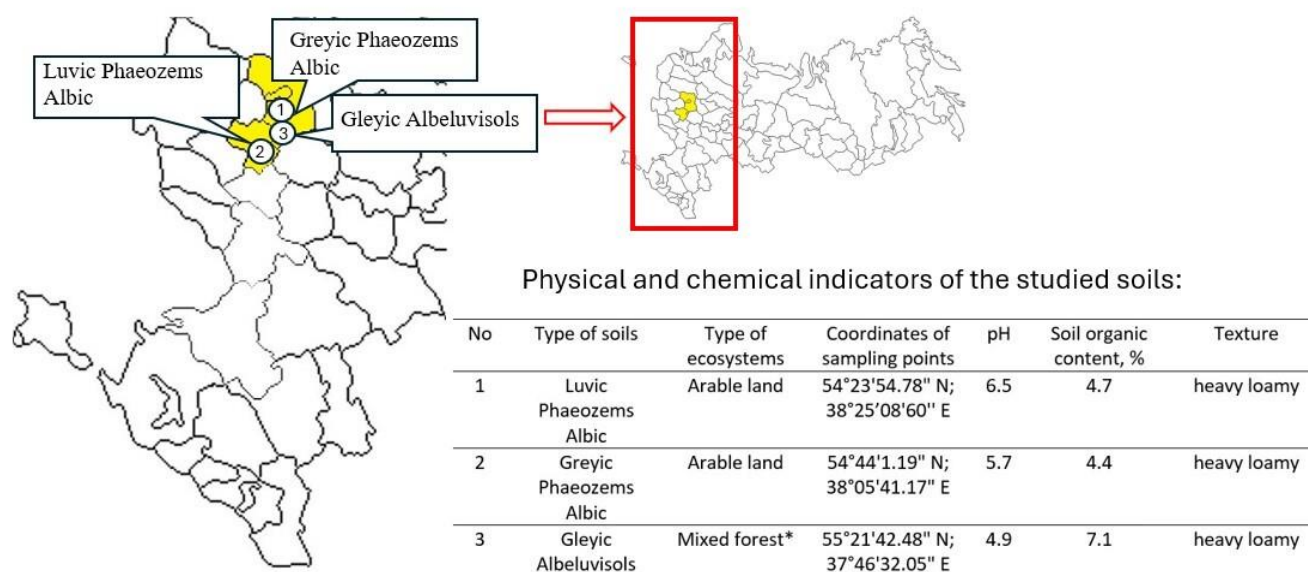 Greyic Phaeozems
Albic
Luvic Phaeozems
Albic
1
Gleyic Albeluvisols
3
2
Physical and chemical indicators of the studied soils:
No Type of soils Type of ecosystems Coordinates of sampling points pH Soil organic content, % Texture
1 Luvic Phaeozems Albic Arable land 54°23'54.78" N; 38°25'08'60'' E 6.5 4.7 heavy loamy
2 Greyic Phaeozems Albic Arable land 54°44'1.19" N; 38°05'41.17" E 5.7 4.4 heavy loamy
3 Gleyic Albeluvisols Mixed forest* 55°21'42.48" N; 37°46'32.05" E 4.9 7.1 heavy loamy